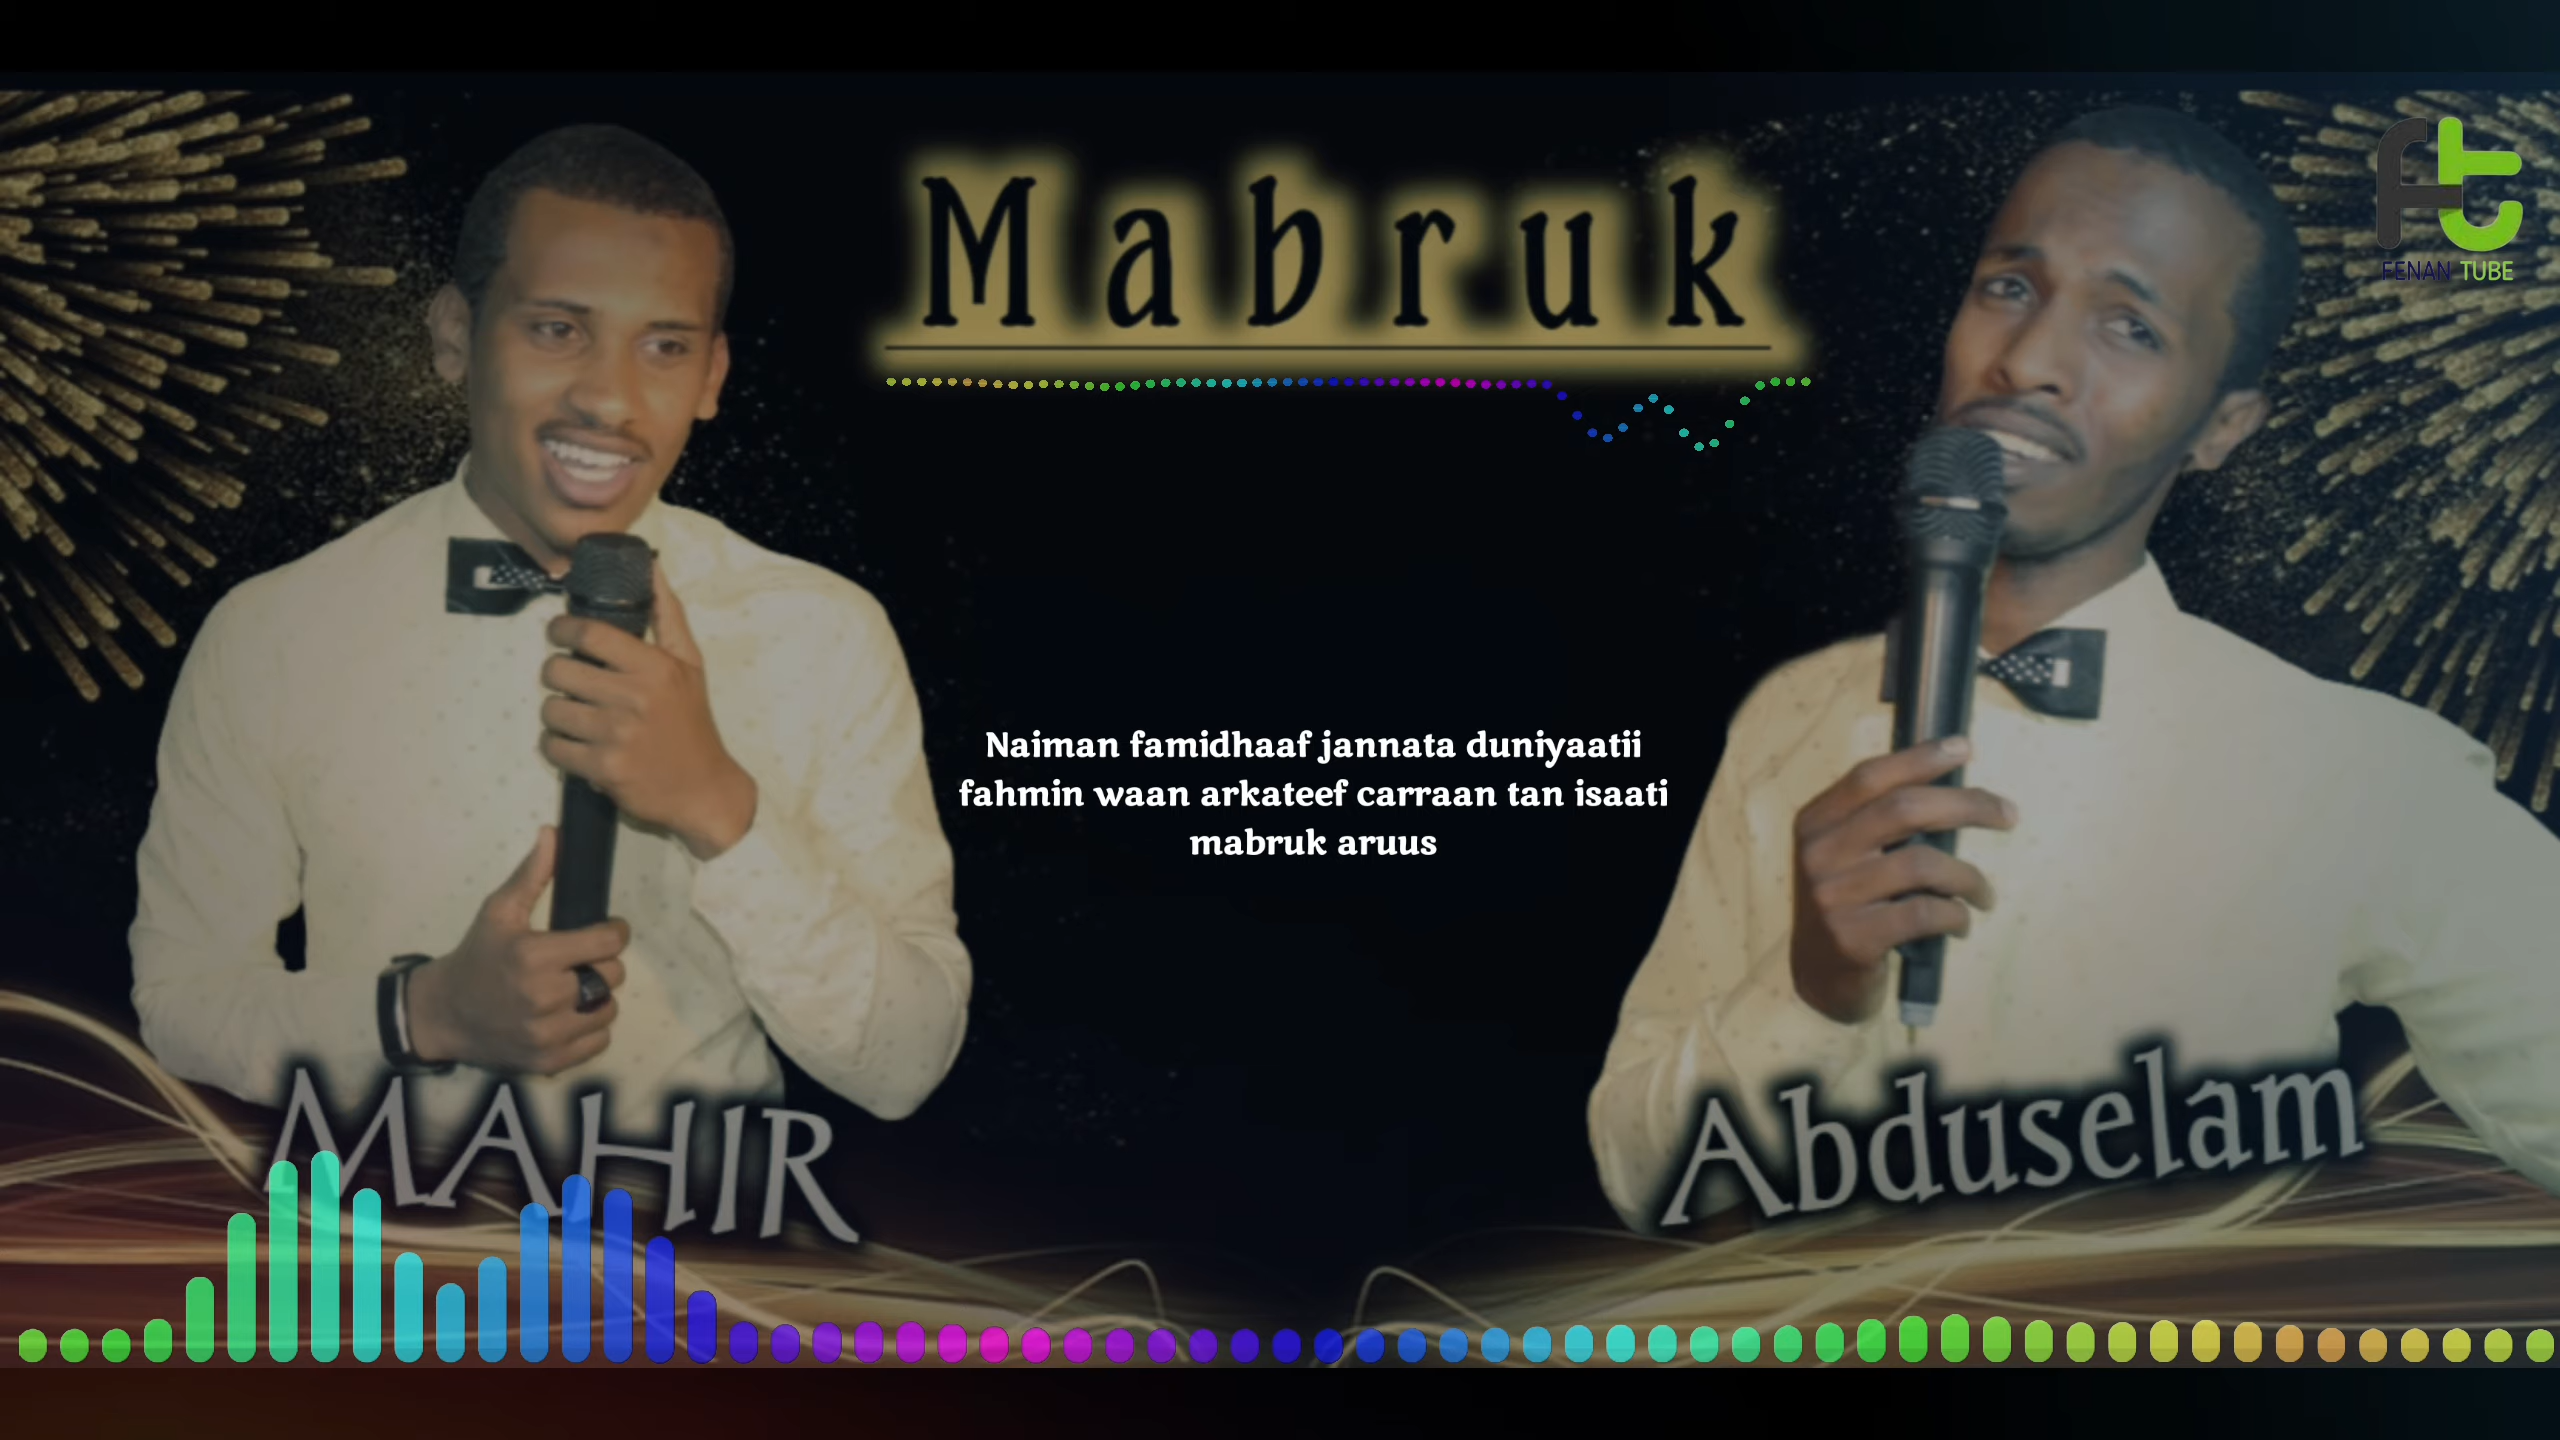 Mabruk
FENAN TUBE
Naiman famidhaaf jannata duniyaatii
fahmin waan arkateef carraan tan isaati
mabruk aruus
MAHIR
Abduselam